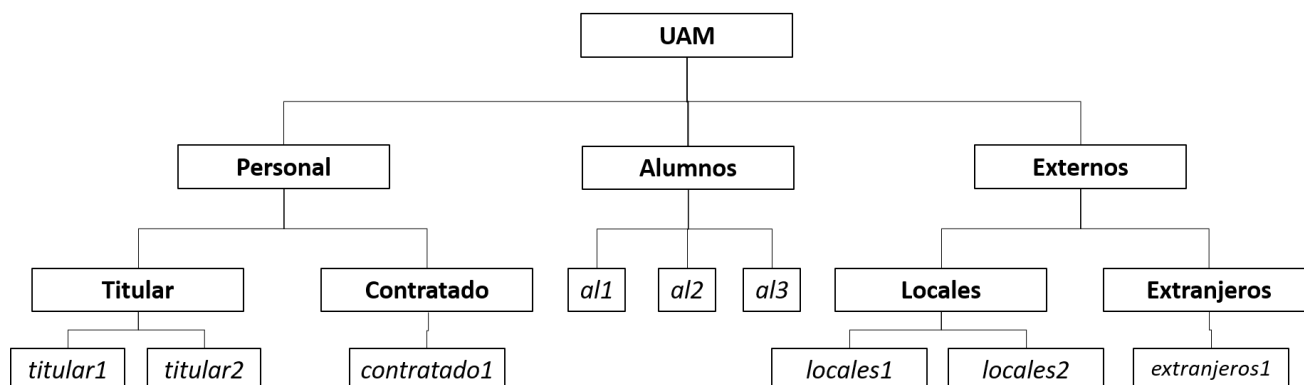 UAM
Personal
Alumnos
Externos
Titular
Contratado
al1
al2
al3
Locales
Extranjeros
titular1
titular2
contratado1
locales1
locales2
extranjeros1